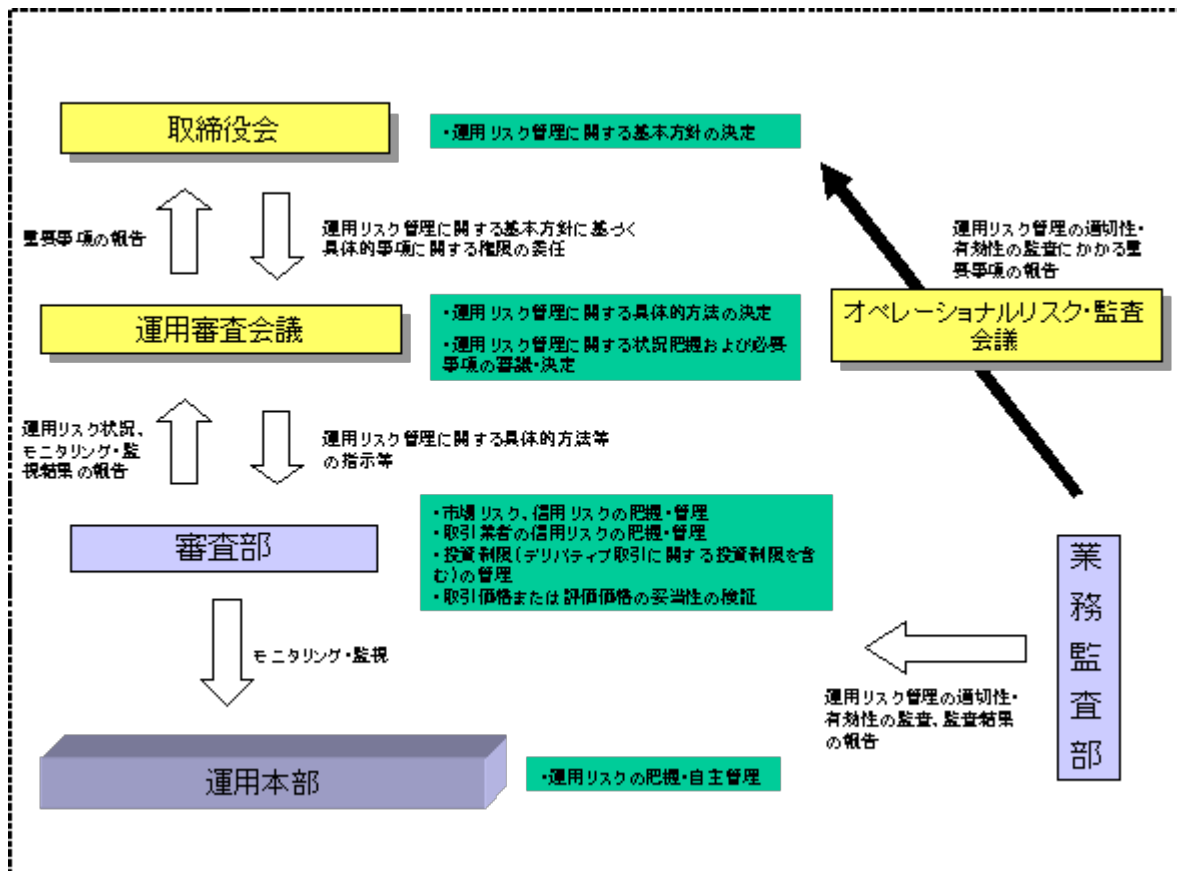 取締役会
・運用リスク管理に関する基本方針の決定
重要事項の報告
運用リスク管理に関する基本方針に基づく
具体的事項に関する権限の委任
運用リスク管理の適切性・
有効性の監査にかかる重
要事項の報告
運用審査会議
・運用リスク管理に関する具体的方法の決定
・運用リスク管理に関する状況把握および必要
事項の審議・決定
オペレーショナルリスク・監査
会議
運用リスク状況、
モニタリング・監
視結果の報告
運用リスク管理に関する具体的方法等
の指示等
審査部
・市場リスク、信用リスクの把握・管理
・取引業者の信用リスクの把握・管理
・投資制限(デリバティブ取引に関する投資制限を含
む)の管理
・取引価格または評価価格の妥当性の検証
業務監査部
モニタリング・監視
運用リスク管理の適切性・
有効性の監査、監査結果
の報告
運用本部
・運用リスクの把握・自主管理